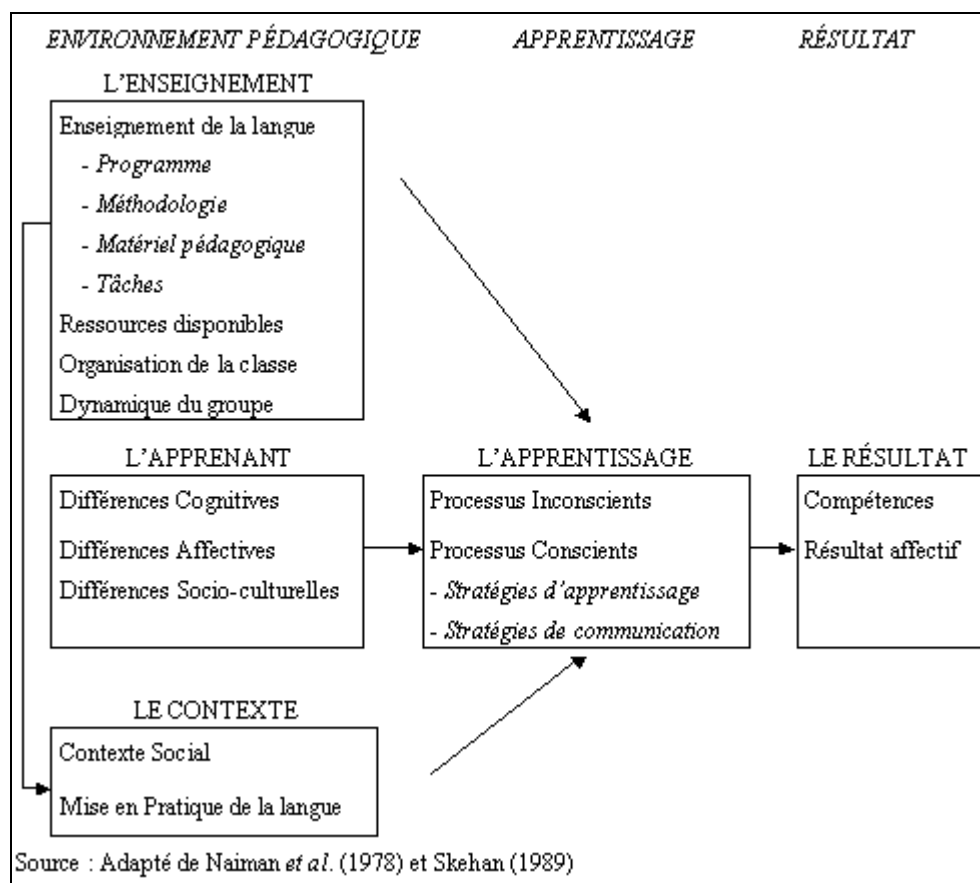 ENVIRONNEMENT PÉDAGOGIQUE APPRENTISSAGE RÉSULTAT
L'ENSEIGNEMENT
Enseignement de la langue
- Programme
- Méthodologie
- Matériel pédagogique
- Tâches
Ressources disponibles
Organisation de la classe
Dynamique du groupe
L'APPRENANT
Différences Cognitives
Différences Affectives
Différences Socio-culturelles
L'APPRENTISSAGE
Processus Inconscients
Processus Conscients
- Stratégies d'apprentissage
- Stratégies de communication
LE RÉSULTAT
Compétences
Résultat affectif
LE CONTEXTE
Contexte Social
Mise en Pratique de la langue
Source : Adapté de Naiman et al. (1978) et Skehan (1989)